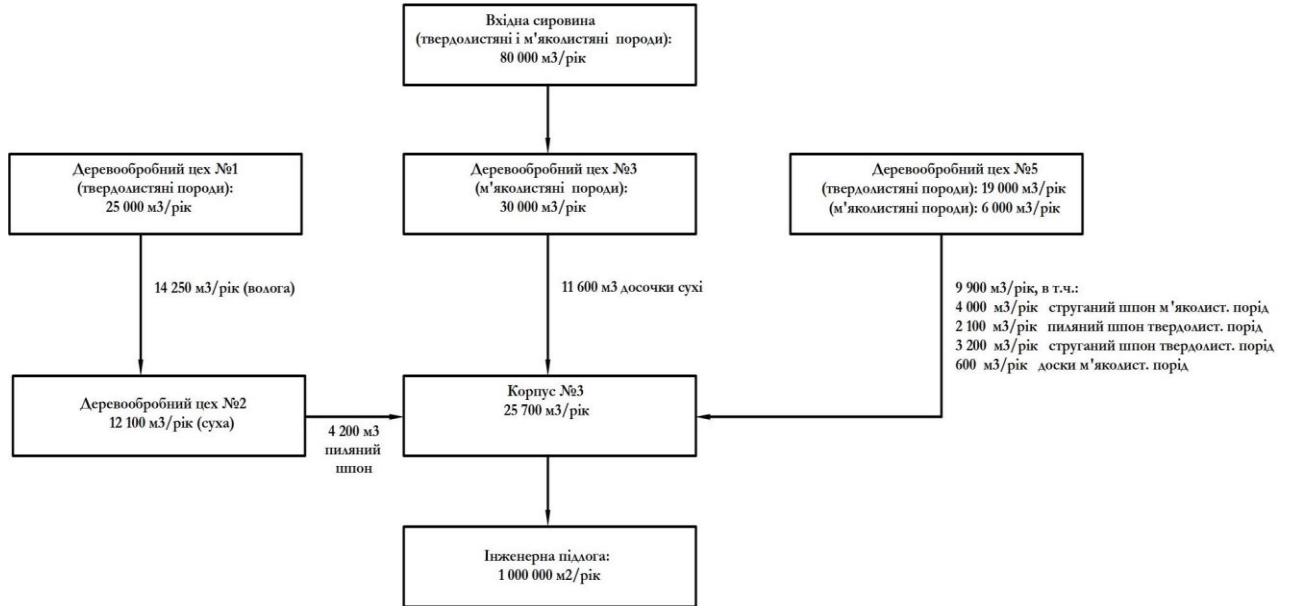 Вхідна сировина
(твердолистяні і м'яколистяні породи):
80 000 м3/рік
Деревообробний цех №1
(твердолистяні породи):
25 000 м3/рік
Деревообробний цех №3
(м'яколистяні породи):
30 000 м3/рік
Деревообробний цех №5
(твердолистяні породи): 19 000 м3/рік
(м'яколистяні породи): 6 000 м3/рік
14 250 м3/рік (волога)
11 600 м3 досочки сухі
9 900 м3/рік, в т.ч.:
4 000 м3/рік струганий шпон м'яколист. порід
2 100 м3/рік пиляний шпон твердолист. порід
3 200 м3/рік струганий шпон твердолист. порід
600 м3/рік доски м'яколист. порід
Деревообробний цех №2
12 100 м3/рік (суха)
4 200 м3
пиляний
шпон
Корпус №3
25 700 м3/рік
Інженерна підлога:
1 000 000 м2/рік